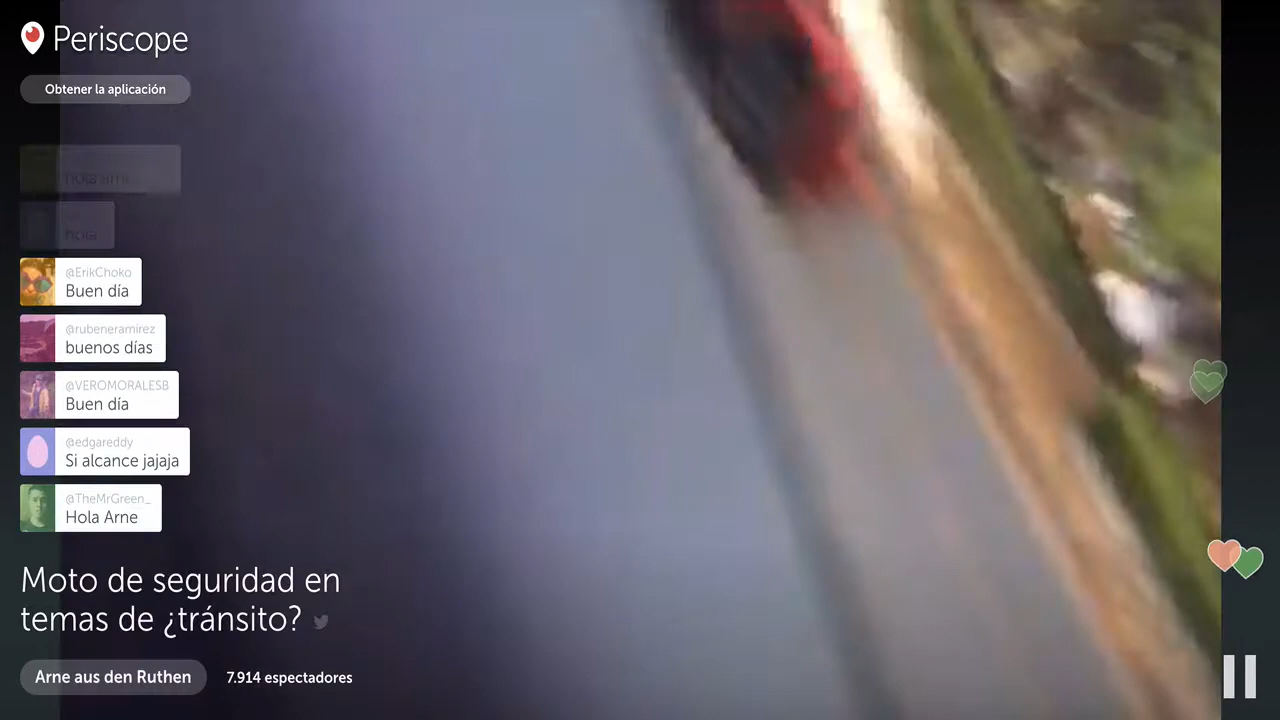 Periscope
Obtener la aplicación
hola
@ErikChoko
Buen día
@rubeneramirez
buenos días
@VEROMORALESB
Buen día
@edgareddy
Si alcance jajaja
@TheMrGreen_
Hola Arne
Moto de seguridad en
temas de ¿tránsito?
Arne aus den Ruthen
7.914 espectadores